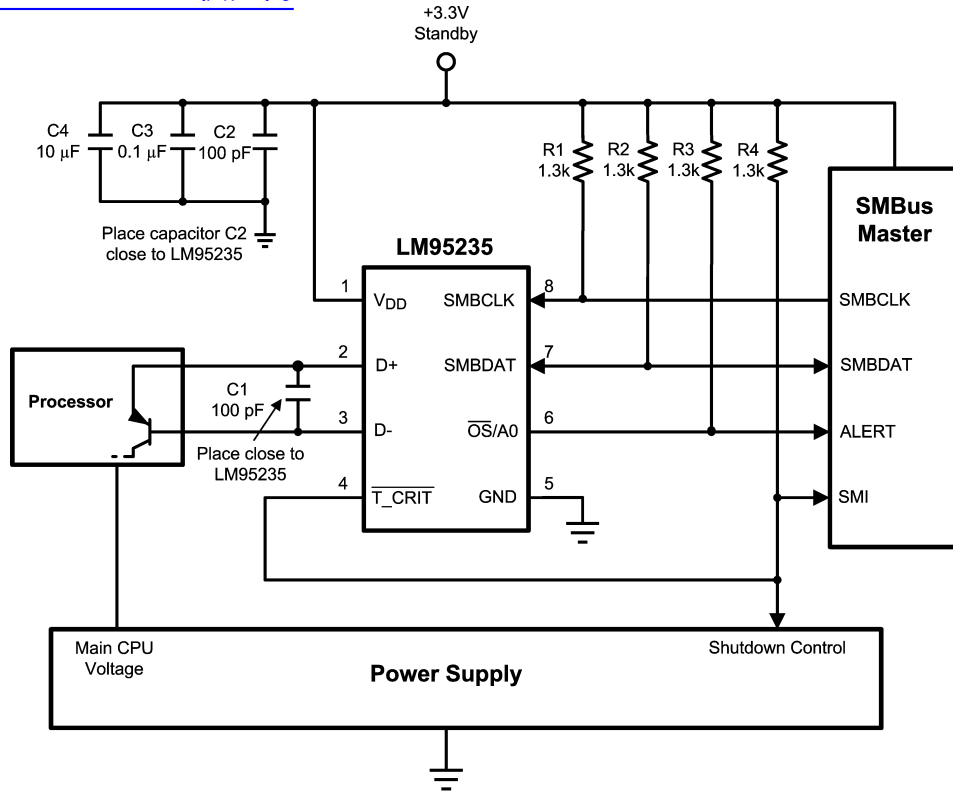 +3.3V
Standby
C4
10 μF
C3
0.1 μF
C2
100 pF
R1
1.3k
R2
1.3k
R3
1.3k
R4
1.3k
SMBus
Master
Place capacitor C2
close to LM95235
LM95235
1
VDD
SMBCLK
8
SMBCLK
2
D+
SMBDAT
7
SMBDAT
Processor
C1
100 pF
3
D-
OS/A0
6
ALERT
Place close to
LM95235
4
T_CRIT
GND
5
SMI
Main CPU
Voltage
Shutdown Control
Power Supply